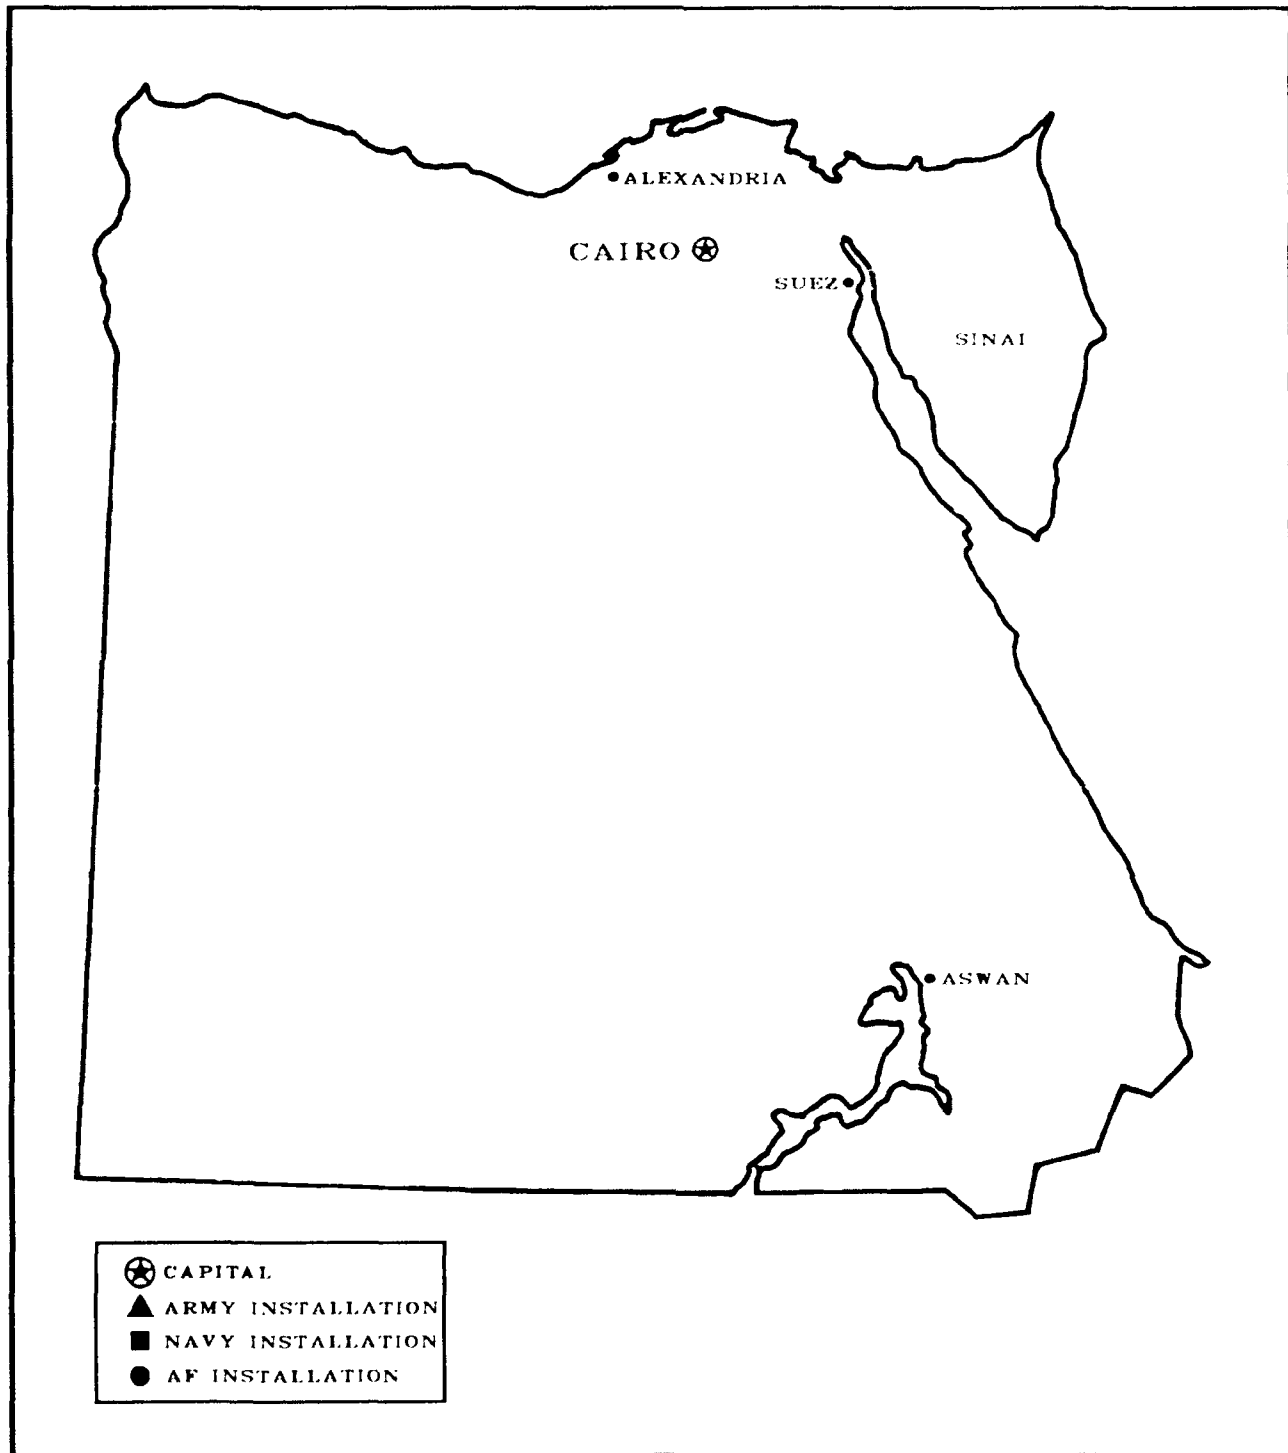 ALEXANDRIA
CAIRO
SUEZ
SINAI
ASWAN
CAPITAL
ARMY INSTALLATION
NAVY INSTALLATION
AF INSTALLATION